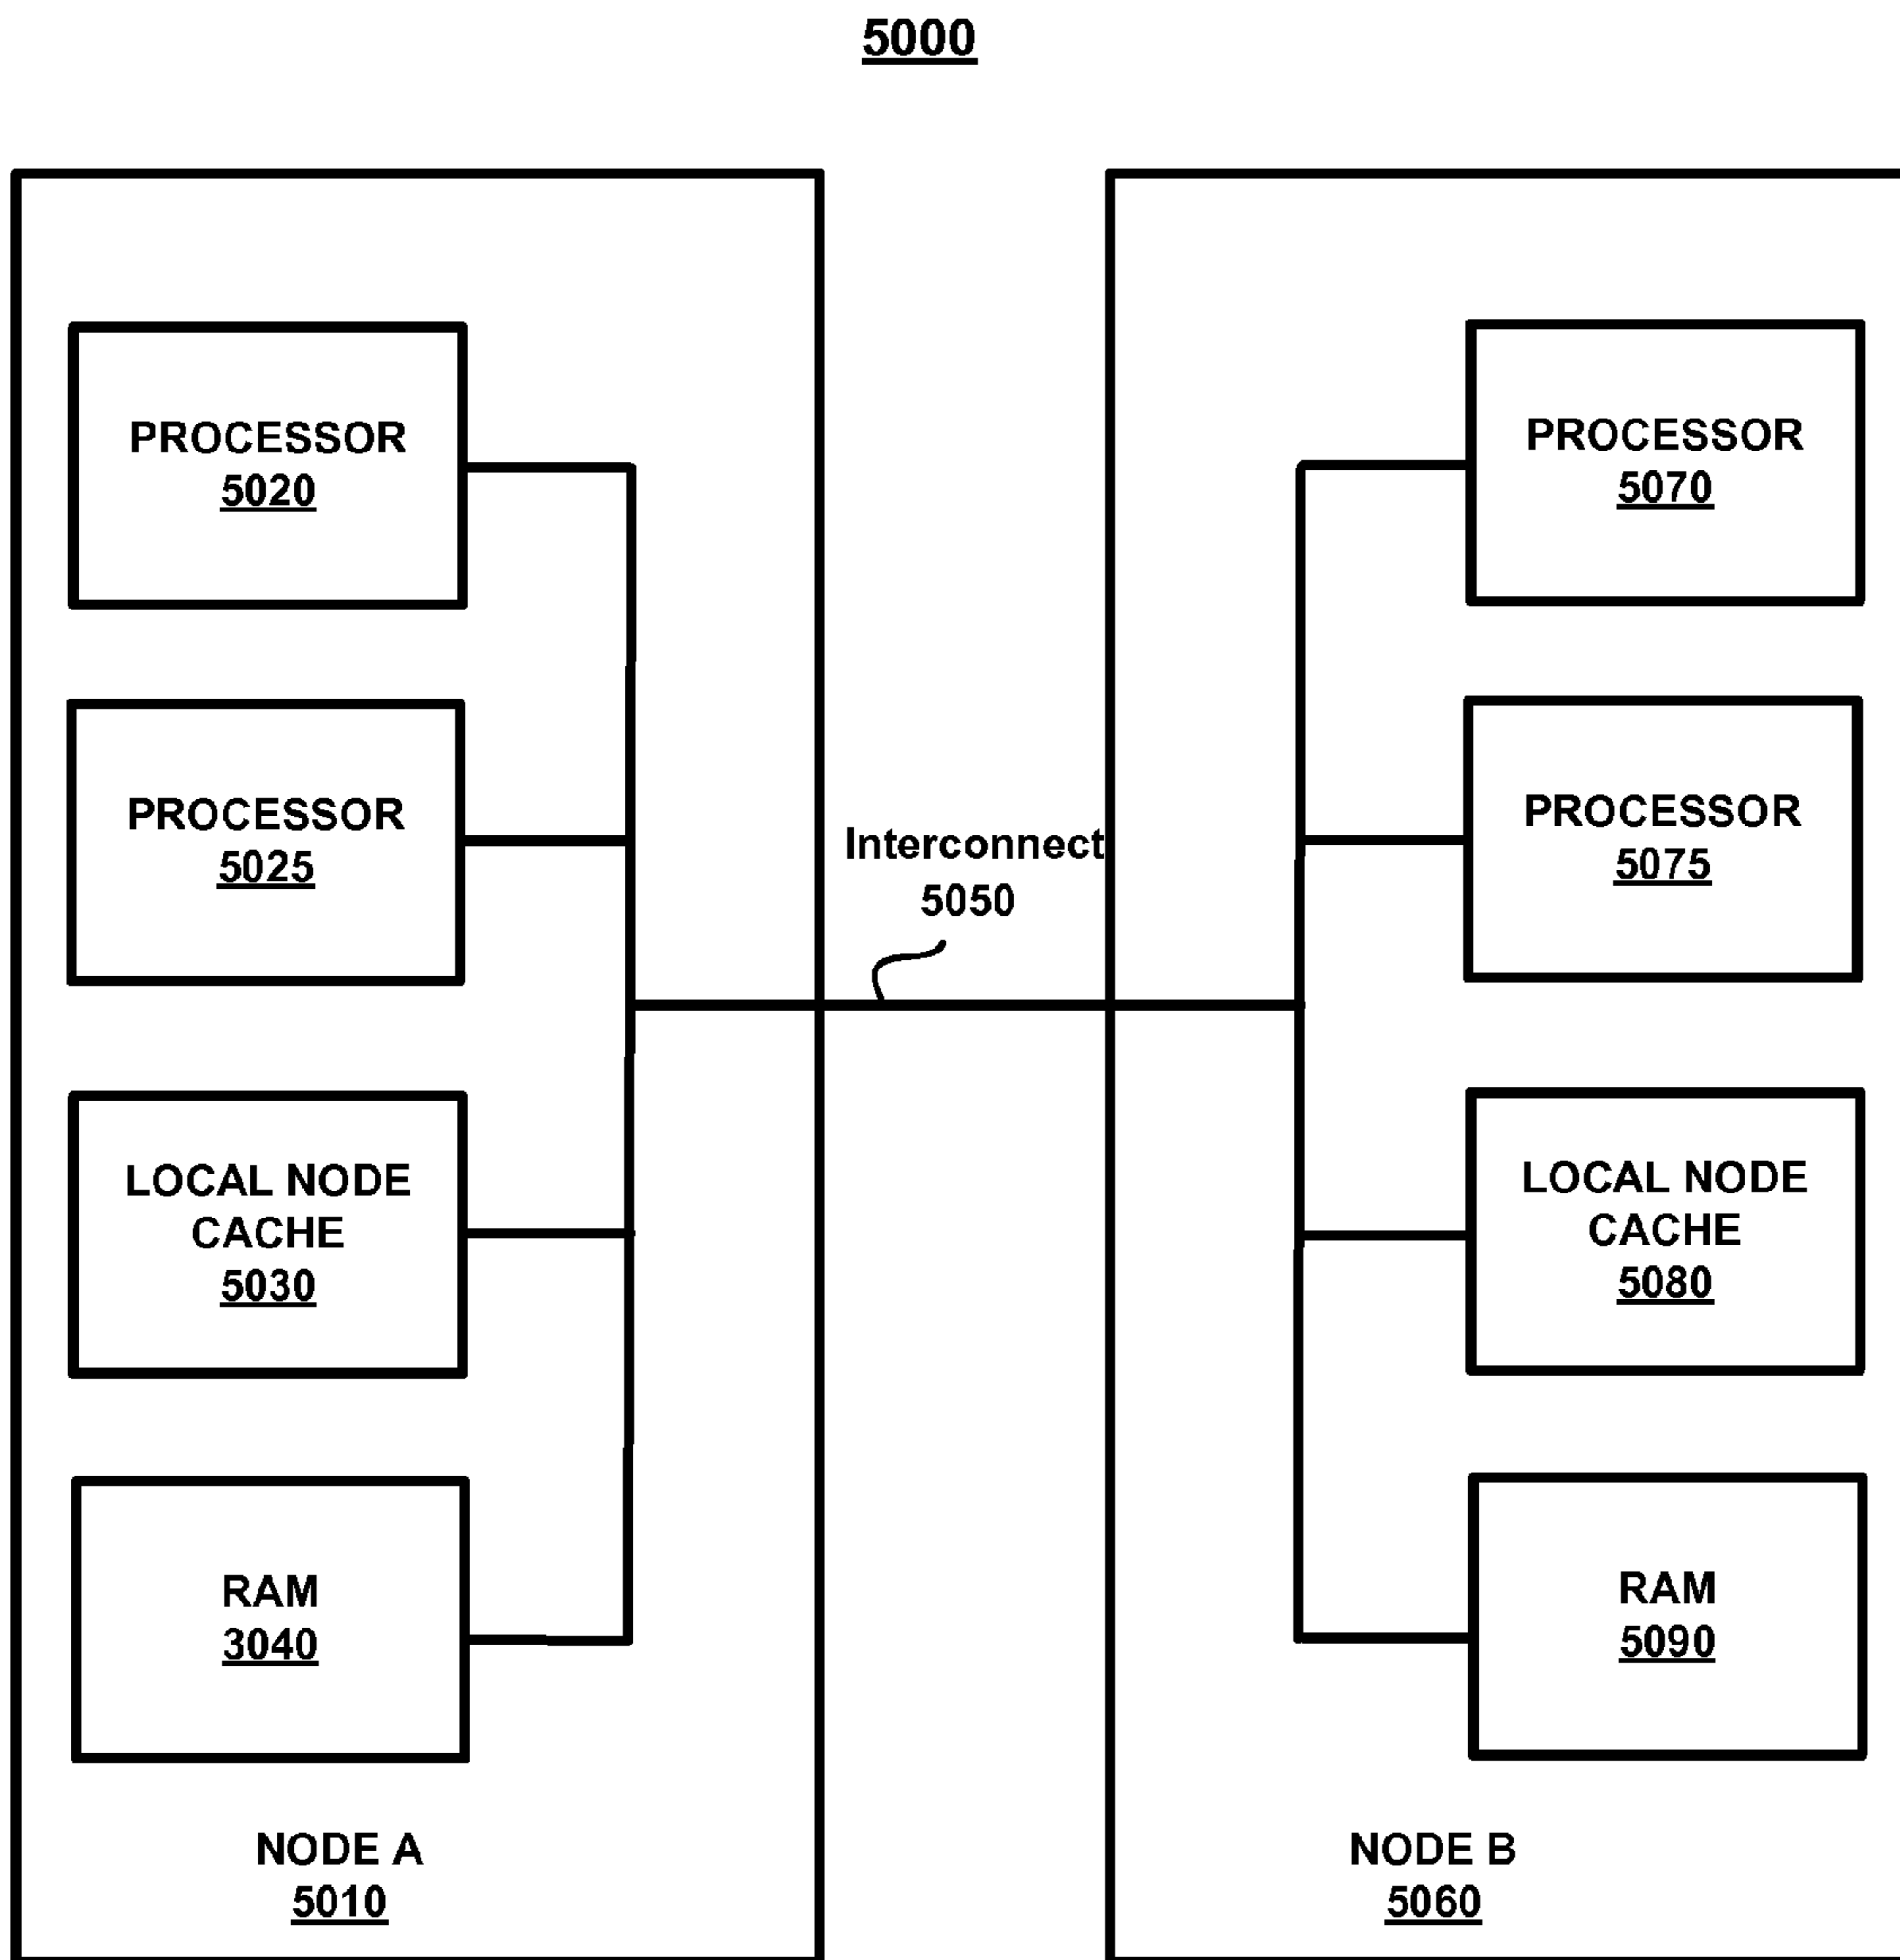 5000
PROCESSOR
5020
PROCESSOR
5025
LOCAL NODE
CACHE
5030
RAM
3040
NODE A
5010
Interconnect
5050
PROCESSOR
5070
PROCESSOR
5075
LOCAL NODE
CACHE
5080
RAM
5090
NODE B
5060